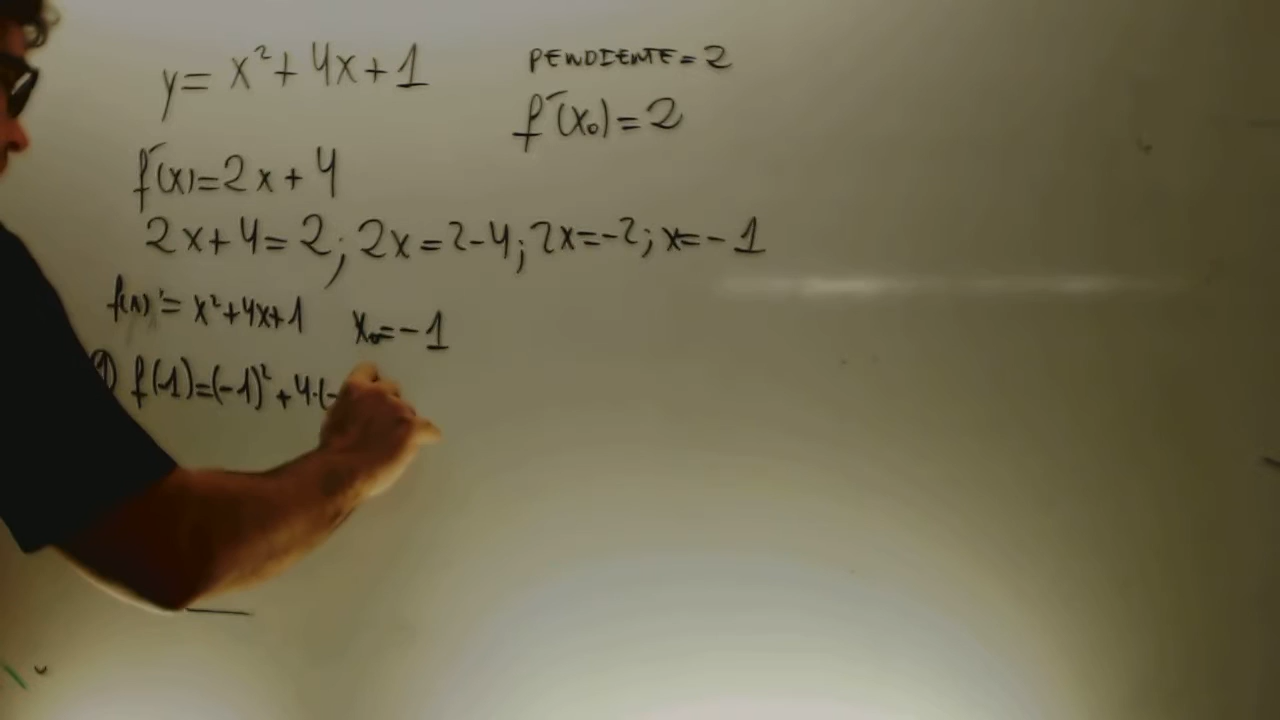 y = x² + 4x + 1
PENDIENTE = 2
f'(x₀) = 2
f'(x) = 2x + 4
2x + 4 = 2; 2x = 2 - 4; 2x = -2; x = -1
f(x) = x² + 4x + 1
x₀ = -1
1) f(-1) = (-1)² + 4·(-